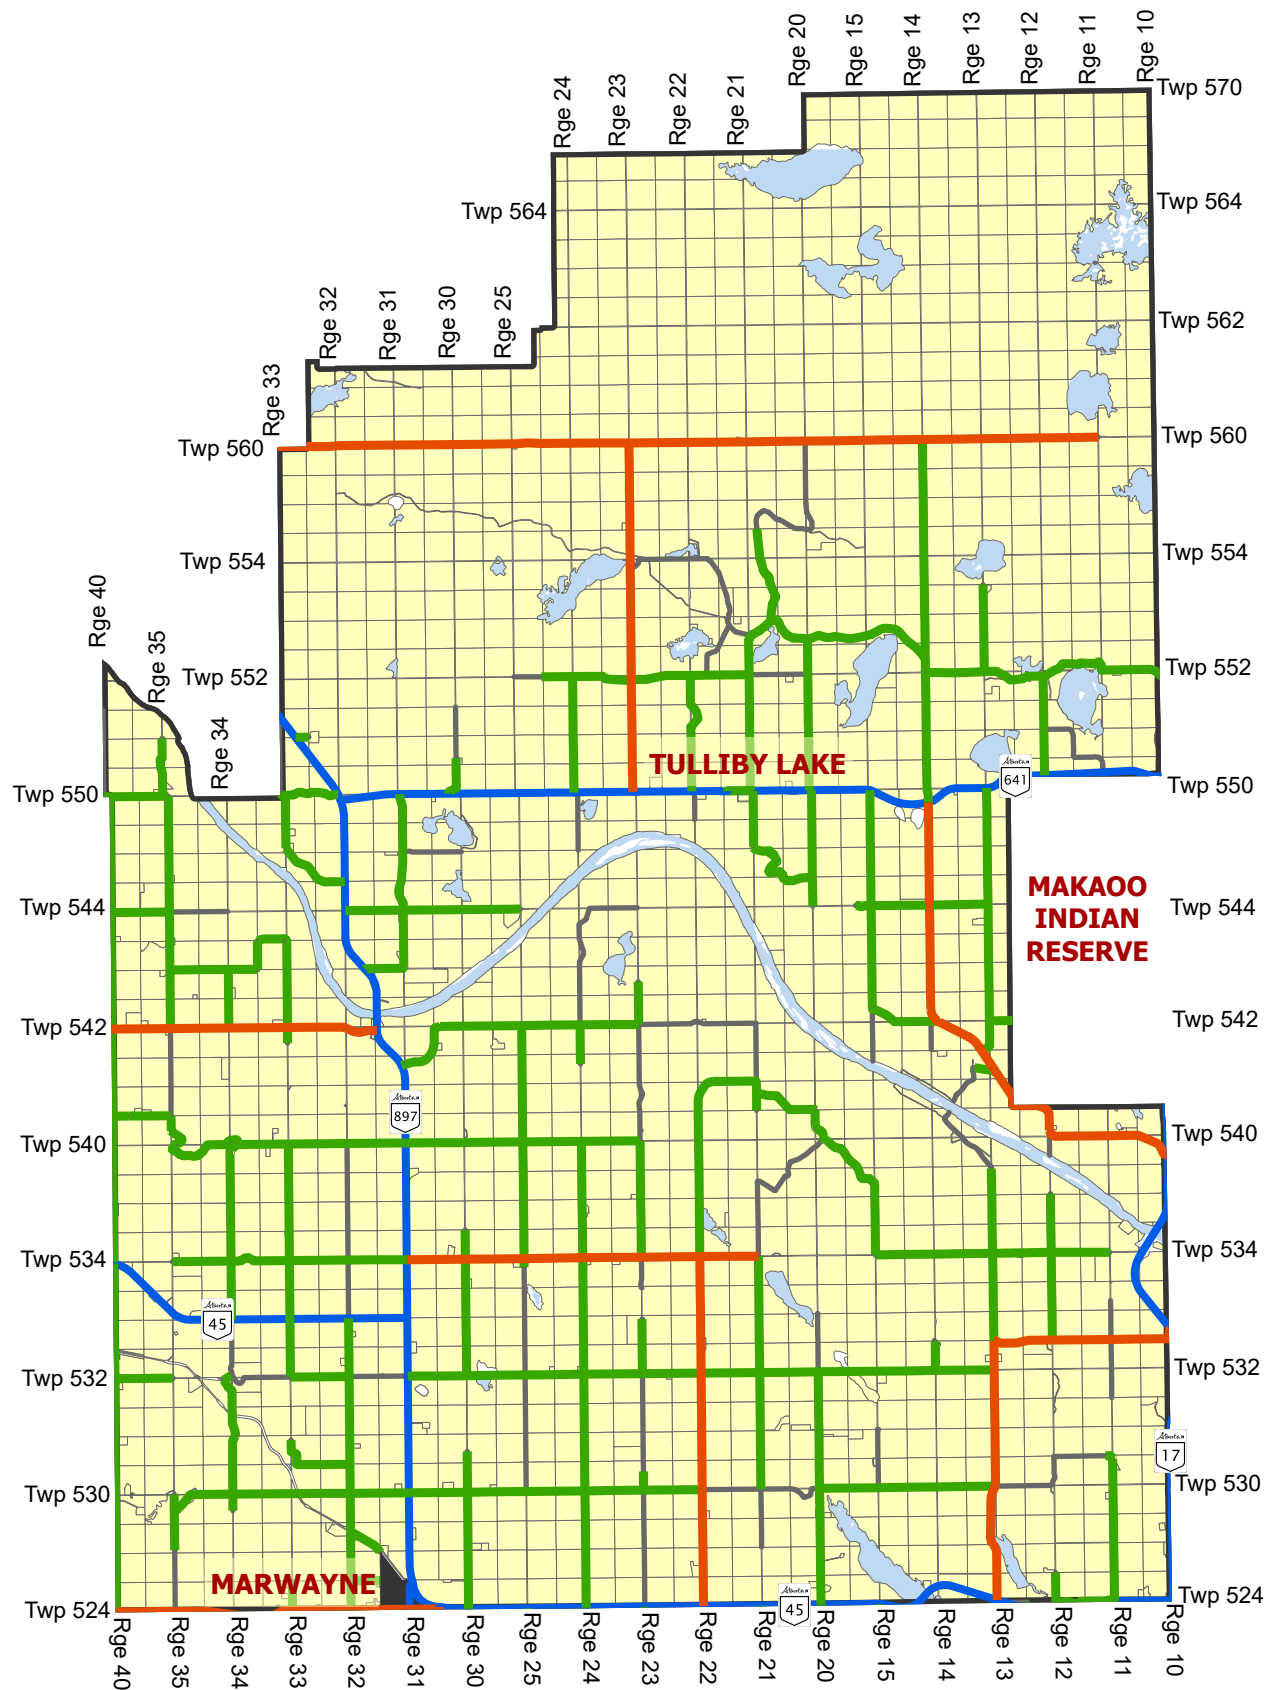 Rge 20
Rge 15
Rge 14
Rge 13
Rge 12
Rge 11
Rge 10
Twp 570
Rge 24
Rge 23
Rge 22
Rge 21
Twp 564
Twp 564
Rge 32
Rge 31
Rge 30
Rge 25
Twp 562
Rge 33
Twp 560
Twp 560
Twp 554
Twp 554
Rge 40
Rge 35
Twp 552
Twp 552
Rge 34
TULLIBY LAKE
Alberta
641
Twp 550
Twp 550
MAKAOO
INDIAN
RESERVE
Twp 544
Twp 544
Twp 542
Twp 542
Alberta
897
Twp 540
Twp 540
Twp 534
Twp 534
Alberta
45
Twp 532
Twp 532
Alberta
17
Twp 530
Twp 530
MARWAYNE
Alberta
45
Twp 524
Twp 524
Rge 40
Rge 35
Rge 34
Rge 33
Rge 32
Rge 31
Rge 30
Rge 25
Rge 24
Rge 23
Rge 22
Rge 21
Rge 20
Rge 15
Rge 14
Rge 13
Rge 12
Rge 11
Rge 10